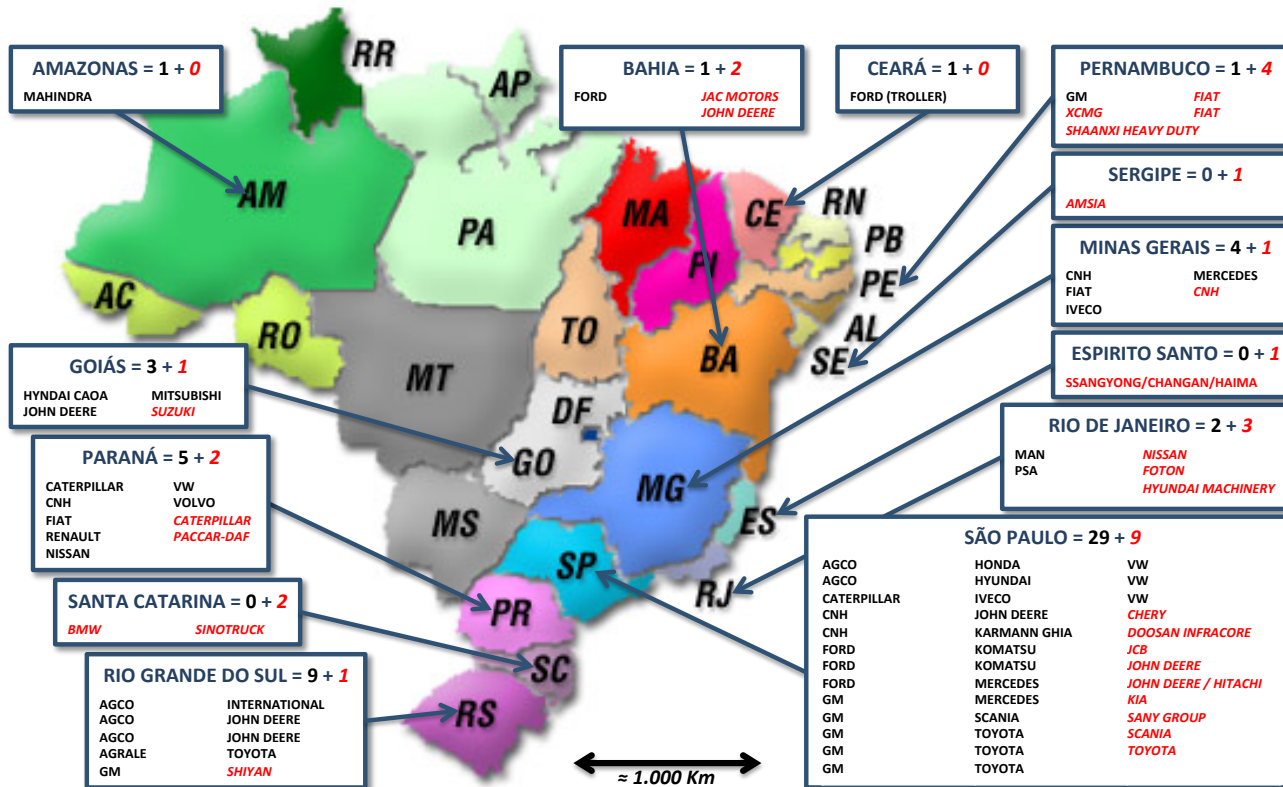 AMAZONAS = 1 + 0
MAHINDRA
BAHIA = 1 + 2
FORD JAC MOTORS
JOHN DEERE
CEARÁ = 1 + 0
FORD (TROLLER)
PERNAMBUCO = 1 + 4
GM FIAT
XCMG FIAT
SHAANXI HEAVY DUTY
SERGIPE = 0 + 1
AMSIA
MINAS GERAIS = 4 + 1
CNH MERCEDES
FIAT CNH
IVECO
ESPIRITO SANTO = 0 + 1
SSANGYONG/CHANGAN/HAIMA
RIO DE JANEIRO = 2 + 3
MAN NISSAN
PSA FOTON
HYUNDAI MACHINERY
SÃO PAULO = 29 + 9
AGCO HONDA VW
AGCO HYUNDAI VW
CATERPILLAR IVECO VW
CNH JOHN DEERE CHERY
CNH KARMANN GHIA DOOSAN INFRACORE
FORD KOMATSU JCB
FORD KOMATSU JOHN DEERE
FORD MERCEDES JOHN DEERE / HITACHI
GM MERCEDES KIA
GM SCANIA SANY GROUP
GM TOYOTA SCANIA
GM TOYOTA TOYOTA
GM TOYOTA
GOIÁS = 3 + 1
HYNDAI CAOA MITSUBISHI
JOHN DEERE SUZUKI
PARANÁ = 5 + 2
CATERPILLAR VW
CNH VOLVO
FIAT CATERPILLAR
RENAULT PACCAR-DAF
NISSAN
SANTA CATARINA = 0 + 2
BMW SINOTRUCK
RIO GRANDE DO SUL = 9 + 1
AGCO INTERNATIONAL
AGCO JOHN DEERE
AGCO JOHN DEERE
AGRALE TOYOTA
GM SHIYAN
RR
AP
AM
PA
MA
CE
RN
PB
PI
PE
AC
RO
TO
AL
SE
MT
BA
DF
GO
MG
MS
ES
SP
RJ
PR
SC
RS
≈ 1.000 Km